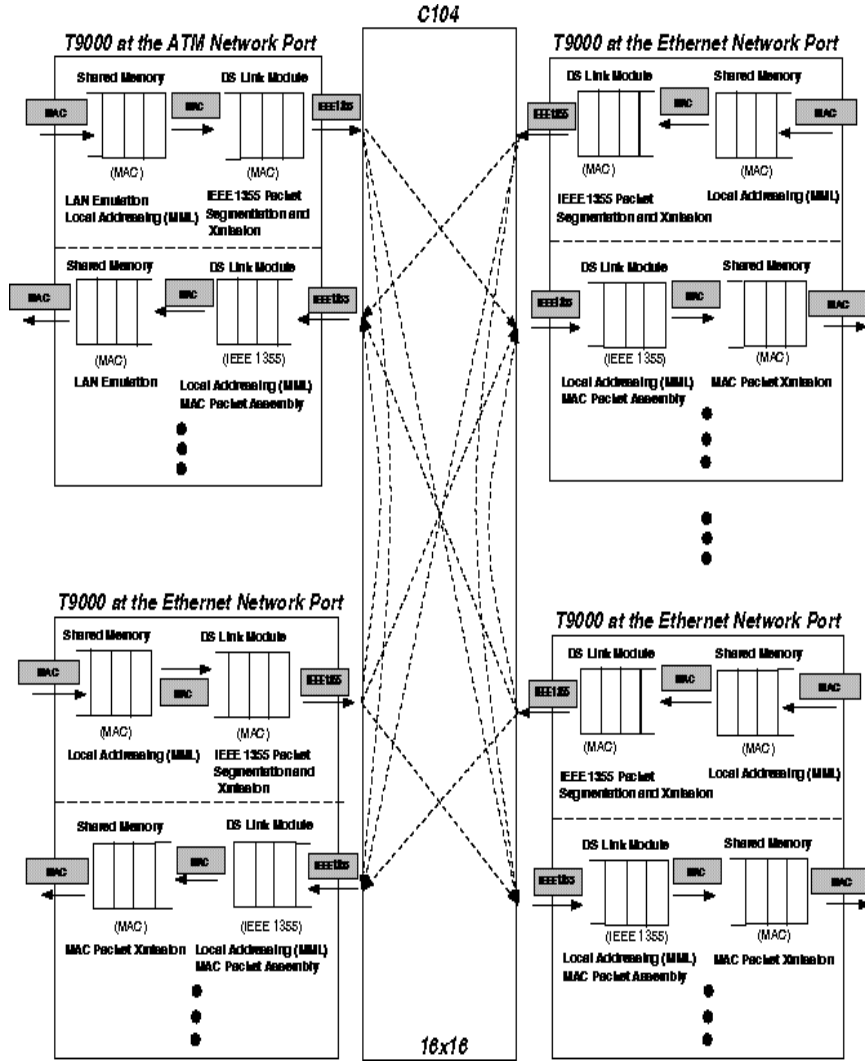 C104
T9000 at the ATM Network Port
Shared Memory
DS Link Module
MAC
MAC
IEEE1355
(MAC)
(MAC)
LAN Emulation
Local Addressing (MML)
IEEE 1355 Packet
Segmentation and
Xmission
Shared Memory
DS Link Module
MAC
MAC
IEEE1355
(MAC)
(IEEE 1355)
LAN Emulation
Local Addressing (MML)
MAC Packet Assembly
T9000 at the Ethernet Network Port
DS Link Module
Shared Memory
IEEE1355
MAC
MAC
(MAC)
(MAC)
IEEE 1355 Packet
Segmentation and Xmission
Local Addressing (MML)
DS Link Module
Shared Memory
IEEE1355
MAC
MAC
(IEEE 1355)
(MAC)
Local Addressing (MML)
MAC Packet Assembly
MAC Packet Xmission
T9000 at the Ethernet Network Port
Shared Memory
DS Link Module
MAC
MAC
IEEE1355
(MAC)
(MAC)
Local Addressing (MML)
IEEE 1355 Packet
Segmentation and
Xmission
Shared Memory
DS Link Module
MAC
MAC
IEEE1355
(MAC)
(IEEE 1355)
MAC Packet Xmission
Local Addressing (MML)
MAC Packet Assembly
T9000 at the Ethernet Network Port
DS Link Module
Shared Memory
IEEE1355
MAC
MAC
(MAC)
(MAC)
IEEE 1355 Packet
Segmentation and Xmission
Local Addressing (MML)
DS Link Module
Shared Memory
IEEE1355
MAC
MAC
(IEEE 1355)
(MAC)
Local Addressing (MML)
MAC Packet Assembly
MAC Packet Xmission
16x16